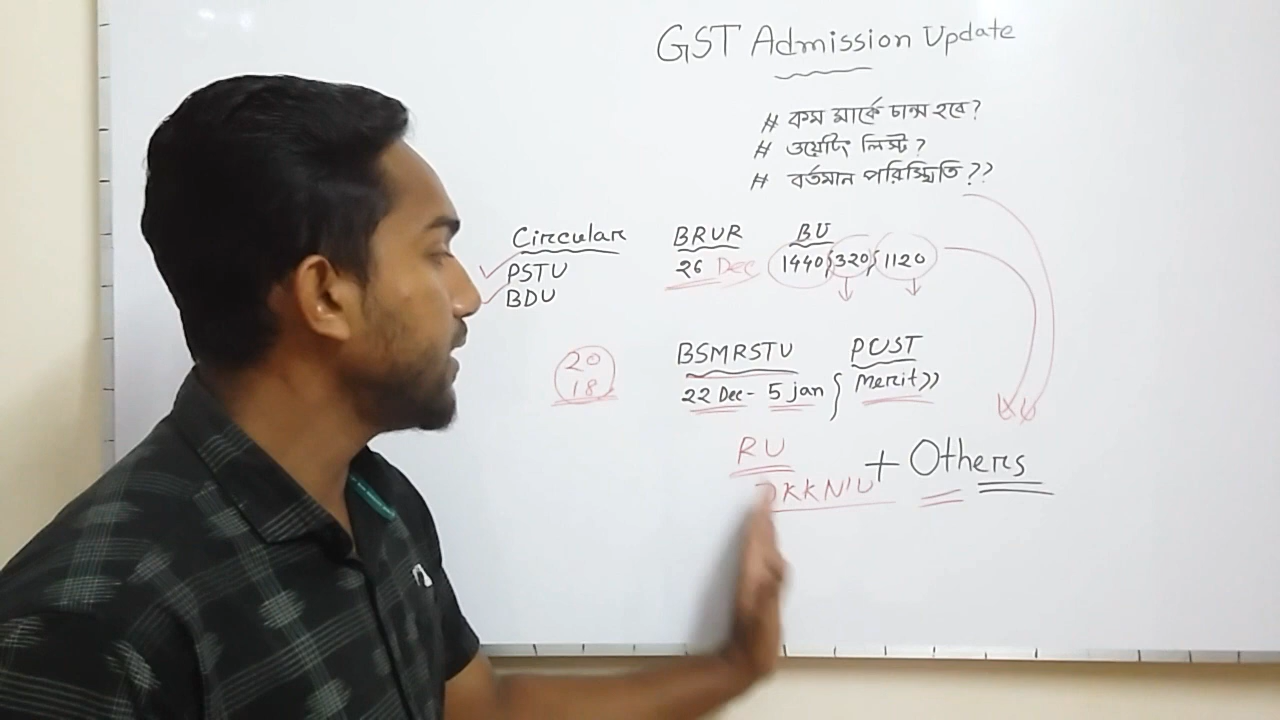 GST Admission Update
# কম মার্কে চান্স হবে?
# ওয়েটিং লিস্ট?
# বর্তমান পরিস্থিতি??
Circular
PSTU
BDU
BRUR
26 Dec
BU
1440 320 1120
20
18
BSMRSTU
22 Dec - 5 jan
PUST
Merit
RU
JKKNIU
+ Others